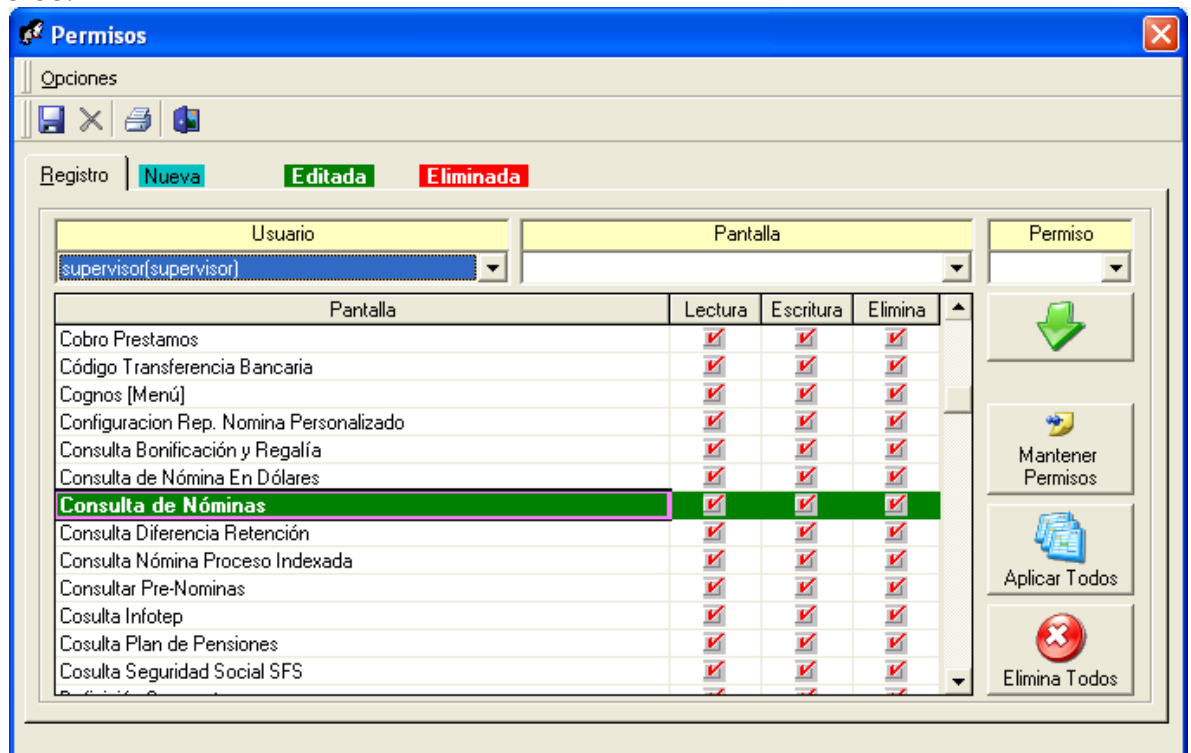 Permisos
Opciones
Registro Nueva Editada Eliminada
Usuario Pantalla Permiso
supervisor(supervisor)
Pantalla Lectura Escritura Elimina
Cobro Prestamos
Código Transferencia Bancaria
Cognos [Menú]
Configuracion Rep. Nomina Personalizado
Consulta Bonificación y Regalía
Consulta de Nómina En Dólares
Consulta de Nóminas
Consulta Diferencia Retención
Consulta Nómina Proceso Indexada
Consultar Pre-Nominas
Cosulta Infotep
Cosulta Plan de Pensiones
Cosulta Seguridad Social SFS
Mantener
Permisos
Aplicar Todos
Elimina Todos